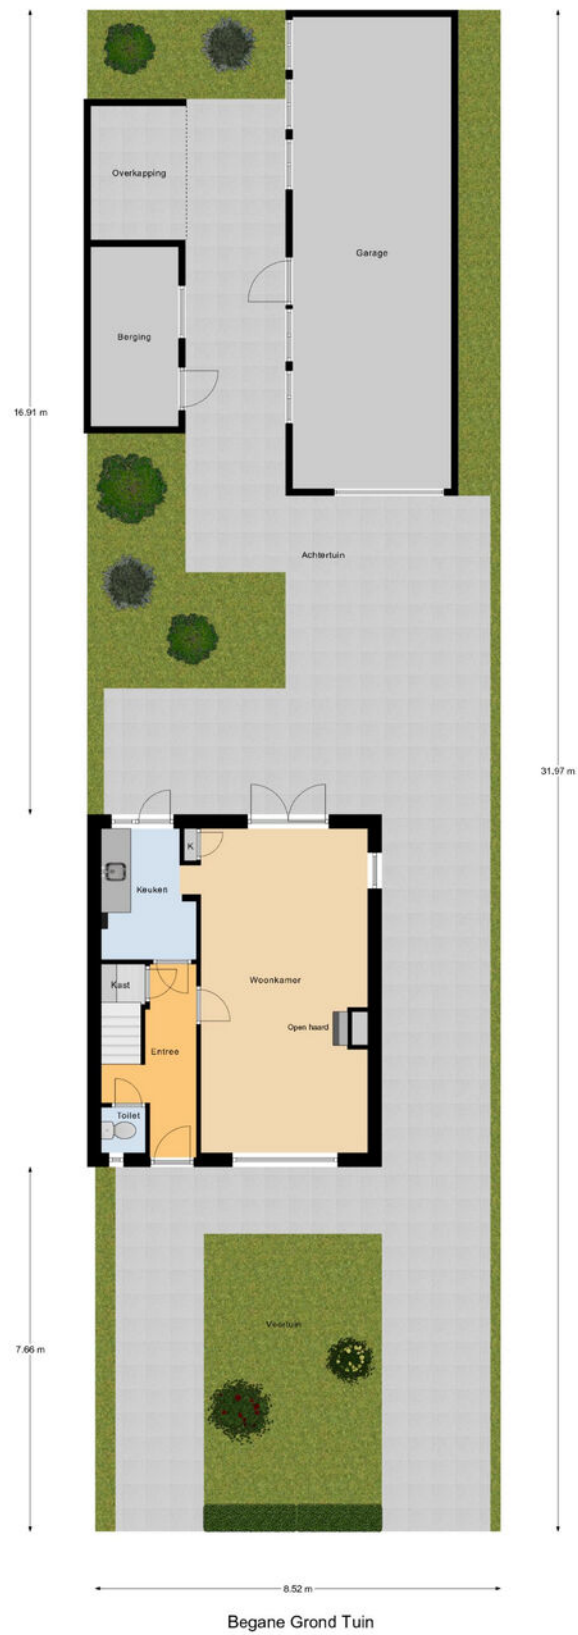 Overkapping
Garage
Berging
16.91 m
Achtertuin
31.97 m
K
Keuken
Woonkamer
Kast
Open haard
Entree
Toilet
Voortuin
7.66 m
8.52 m
Begane Grond Tuin